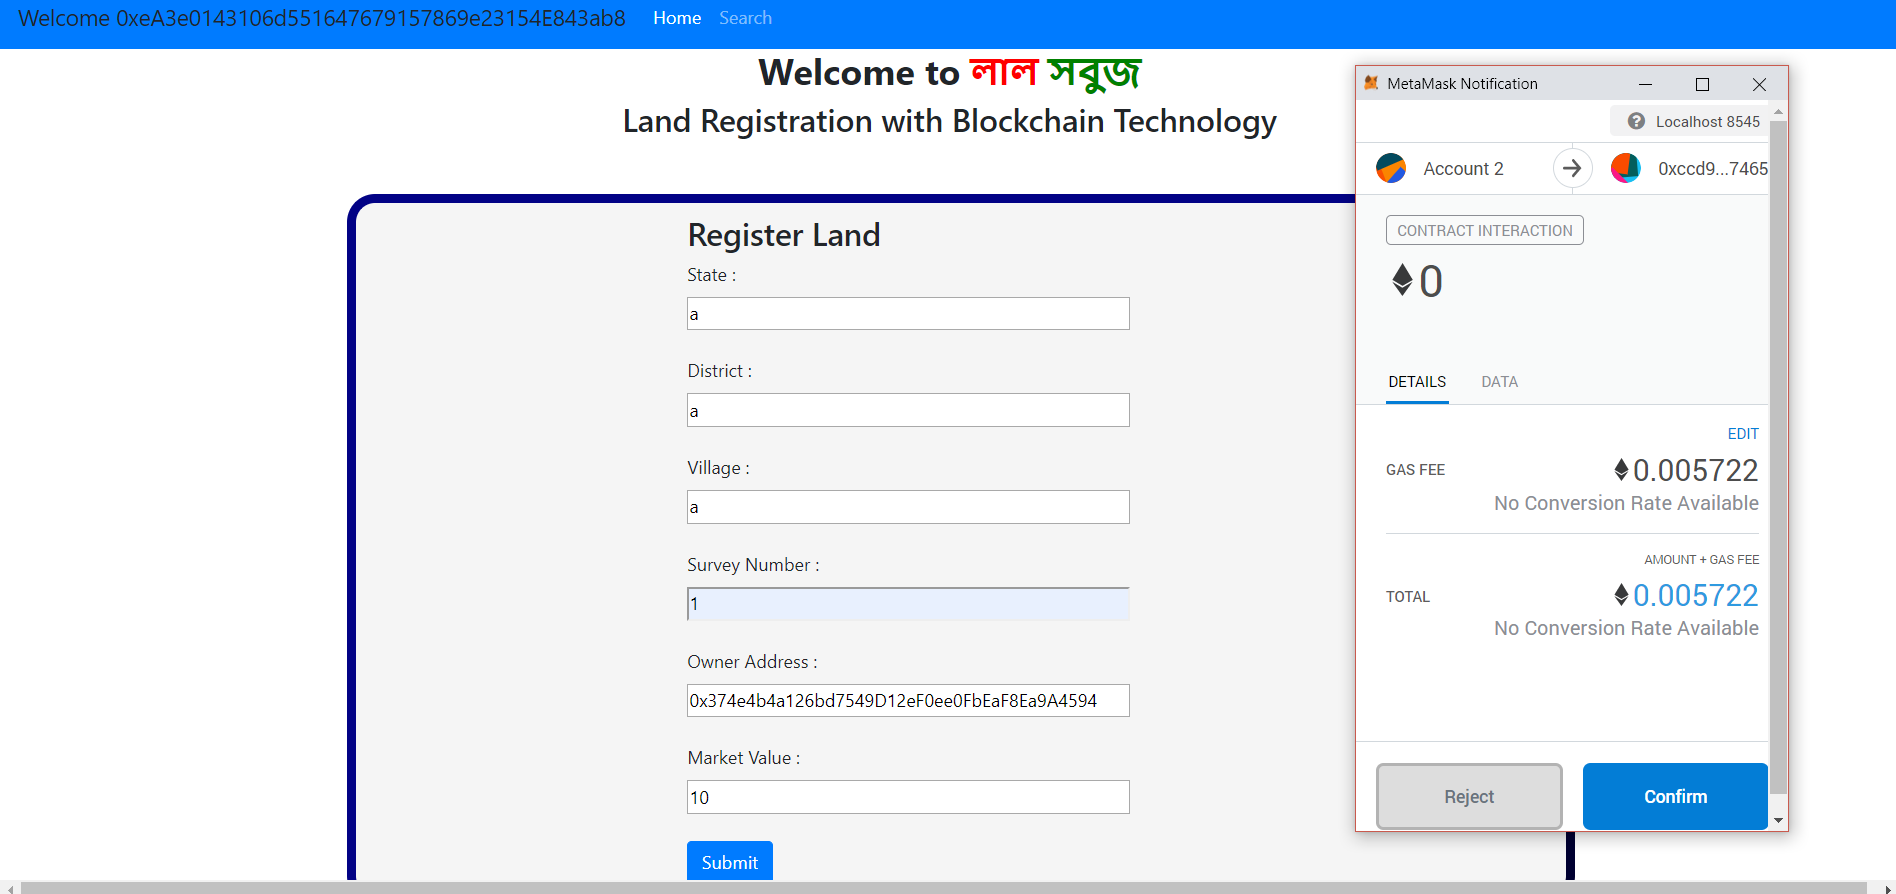 Welcome 0xeA3e0143106d551647679157869e23154E843ab8 Home Search
Welcome to লাল সবুজ
Land Registration with Blockchain Technology
Register Land
State :
a
District :
a
Village :
a
Survey Number :
1
Owner Address :
0x374e4b4a126bd7549D12eF0ee0FbEaF8Ea9A4594
Market Value :
10
Submit
MetaMask Notification
Localhost 8545
Account 2 0xccd9...7465
CONTRACT INTERACTION
0
DETAILS DATA
EDIT
GAS FEE 0.005722
No Conversion Rate Available
AMOUNT + GAS FEE
TOTAL 0.005722
No Conversion Rate Available
Reject Confirm